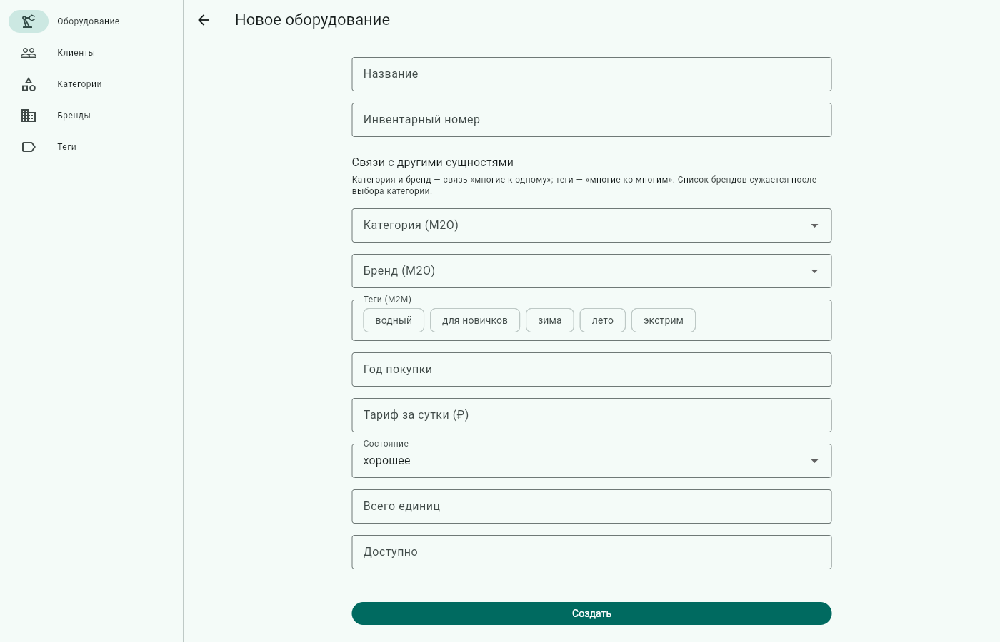 Оборудование
Клиенты
Категории
Бренды
Теги
Новое оборудование
Название
Инвентарный номер
Связи с другими сущностями
Категория и бренд — связь «многие к одному»; теги — «многие ко многим». Список брендов сужается после
выбора категории.
Категория (M2O)
Бренд (M2O)
Теги (M2M)
водный для новичков зима лето экстрим
Год покупки
Тариф за сутки (₽)
Состояние
хорошее
Всего единиц
Доступно
Создать